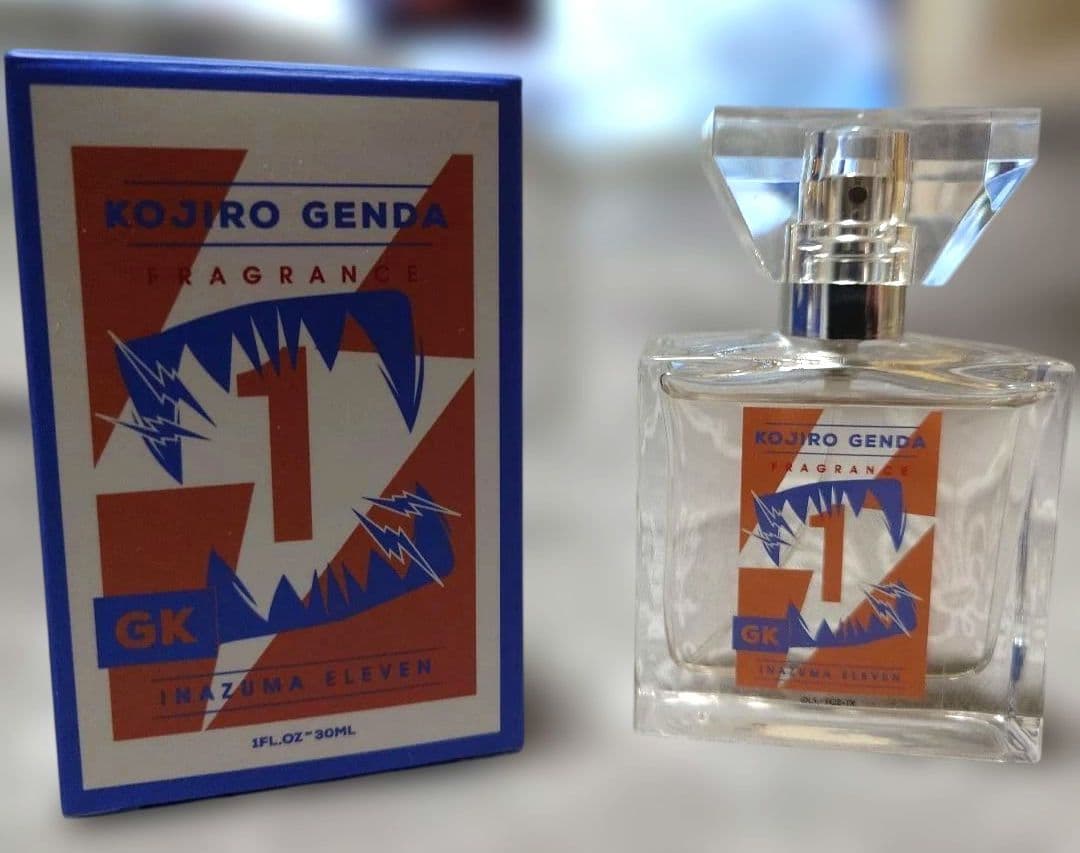 KOJIRO GENDA
FRAGRANCE
1
GK
INAZUMA ELEVEN
1FL.OZ 30ML
KOJIRO GENDA
FRAGRANCE
1
GK
INAZUMA ELEVEN